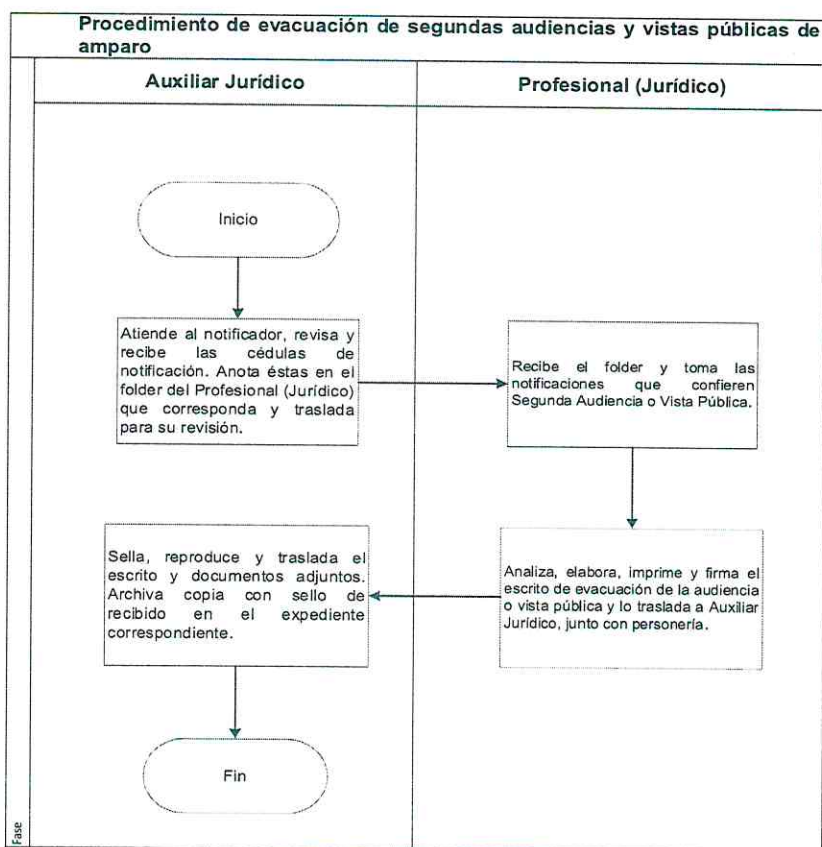 Procedimiento de evacuación de segundas audiencias y vistas públicas de
amparo
Auxiliar Jurídico
Profesional (Jurídico)
Inicio
Atiende al notificador, revisa y
recibe las cédulas de
notificación. Anota éstas en el
folder del Profesional (Jurídico)
que corresponda y traslada
para su revisión.
Recibe el folder y toma las
notificaciones que confieren
Segunda Audiencia o Vista Pública.
Analiza, elabora, imprime y firma el
escrito de evacuación de la audiencia
o vista pública y lo traslada a Auxiliar
Jurídico, junto con personería.
Sella, reproduce y traslada el
escrito y documentos adjuntos.
Archiva copia con sello de
recibido en el expediente
correspondiente.
Fin
Fase